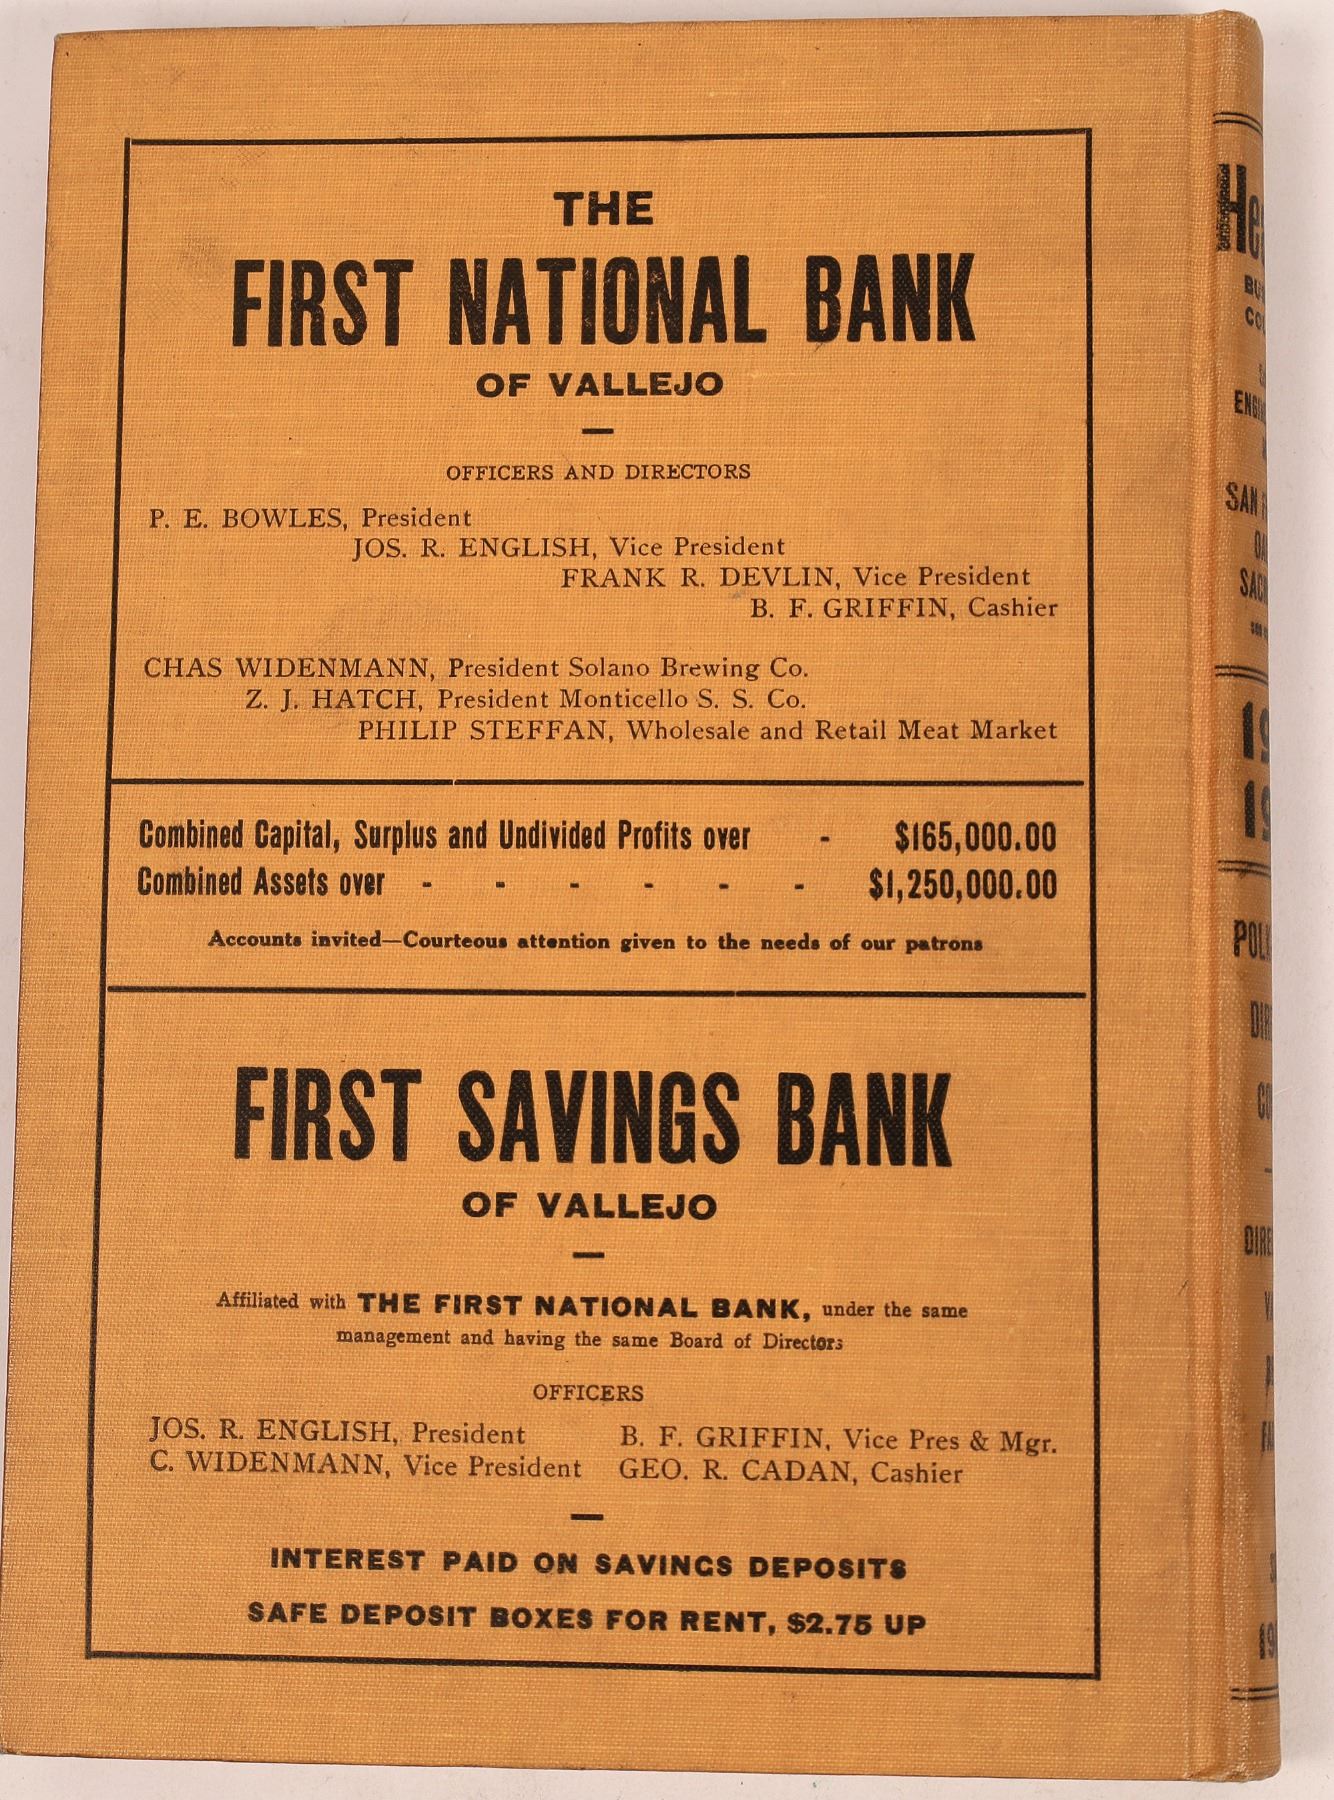 THE
FIRST NATIONAL BANK
OF VALLEJO
OFFICERS AND DIRECTORS
P. E. BOWLES, President
JOS. R. ENGLISH, Vice President
FRANK R. DEVLIN, Vice President
B. F. GRIFFIN, Cashier
CHAS WIDENMANN, President Solano Brewing Co.
Z. J. HATCH, President Monticello S. S. Co.
PHILIP STEFFAN, Wholesale and Retail Meat Market
Combined Capital, Surplus and Undivided Profits over - $165,000.00
Combined Assets over - - - - - - $1,250,000.00
Accounts invited—Courteous attention given to the needs of our patrons
FIRST SAVINGS BANK
OF VALLEJO
Affiliated with THE FIRST NATIONAL BANK, under the same
management and having the same Board of Directors
OFFICERS
JOS. R. ENGLISH, President B. F. GRIFFIN, Vice Pres & Mgr.
C. WIDENMANN, Vice President GEO. R. CADAN, Cashier
INTEREST PAID ON SAVINGS DEPOSITS
SAFE DEPOSIT BOXES FOR RENT, $2.75 UP
SAN